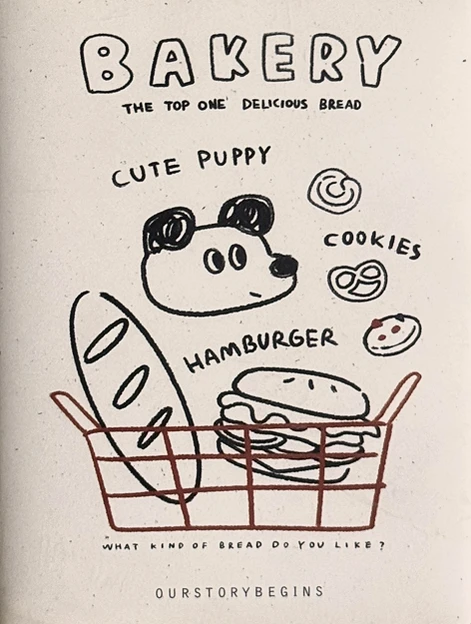 BAKERY
THE TOP ONE' DELICIOUS BREAD
CUTE PUPPY
COOKIES
HAMBURGER
WHAT KIND OF BREAD DO YOU LIKE?
OURSTORYBEGINS